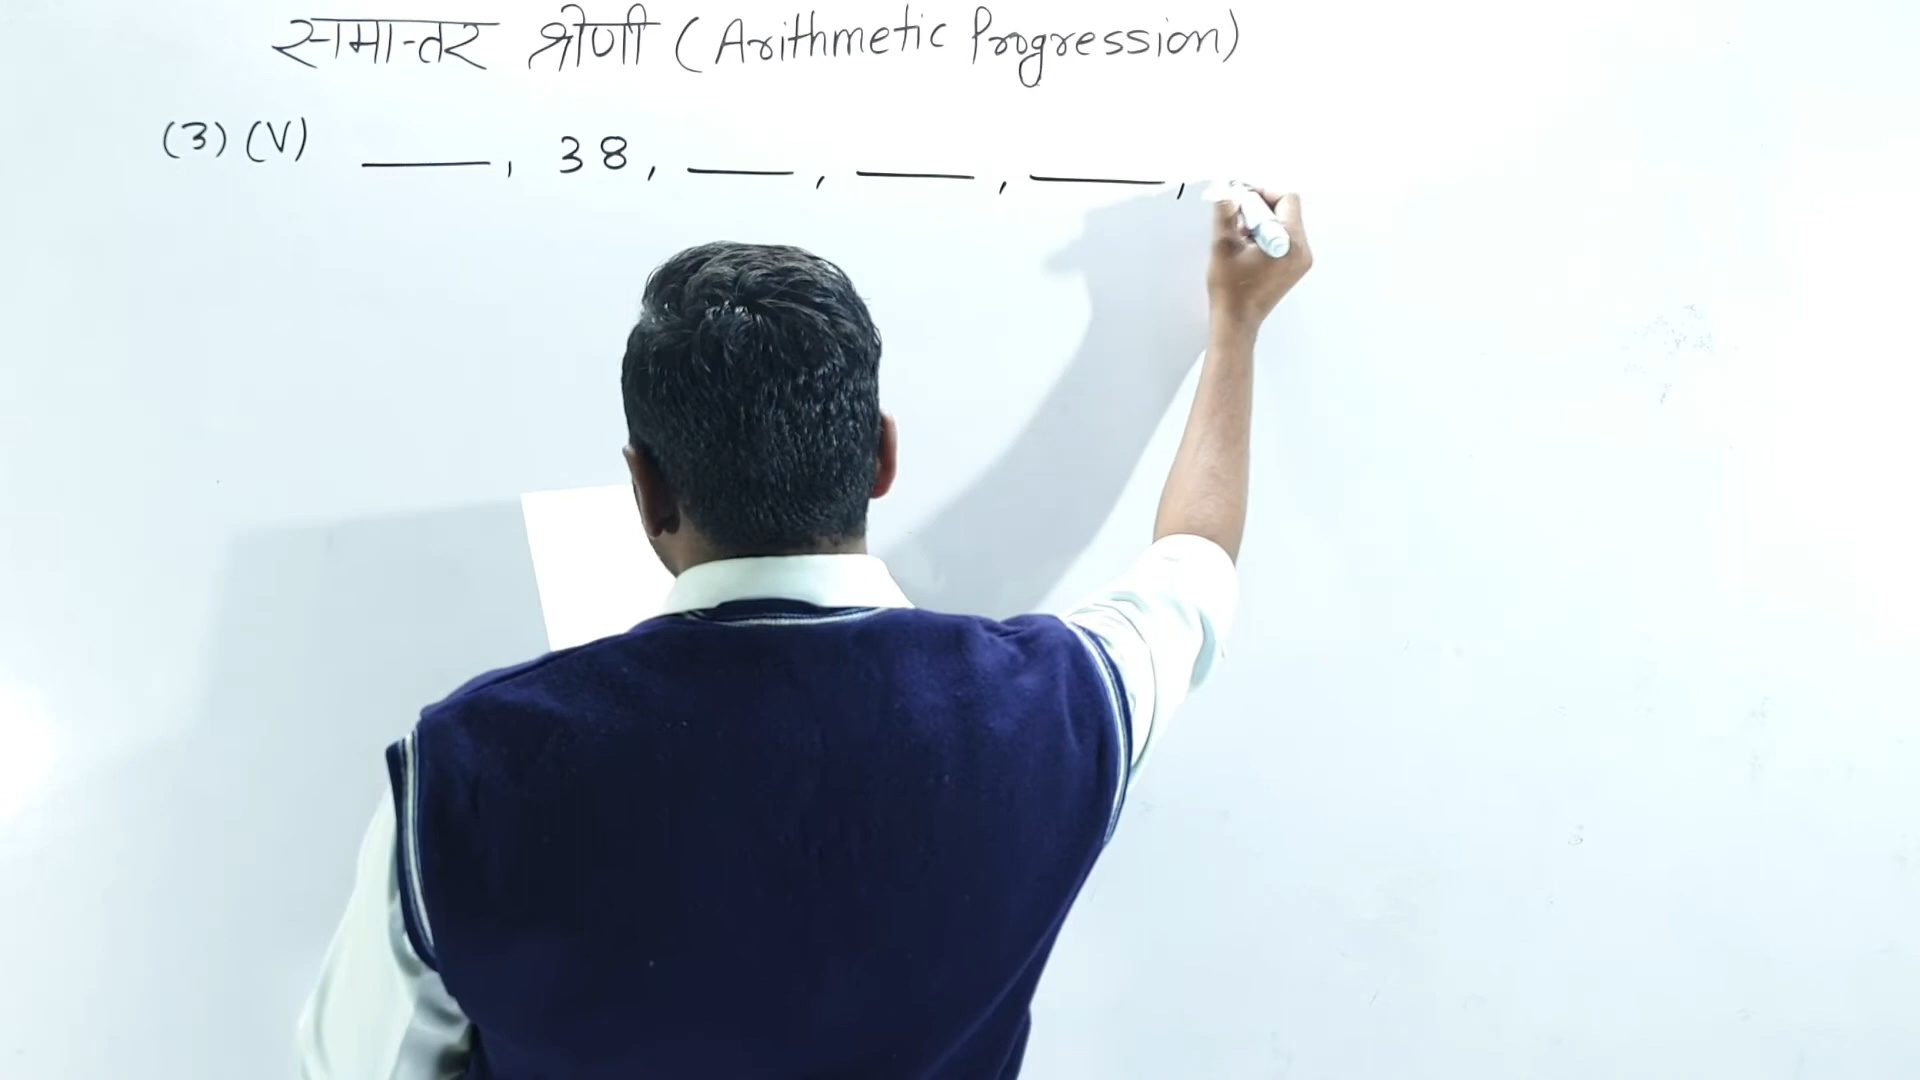 समान्तर श्रेणी (Arithmetic Progression)
(3) (V) ____, 38, ____, ____, ____,